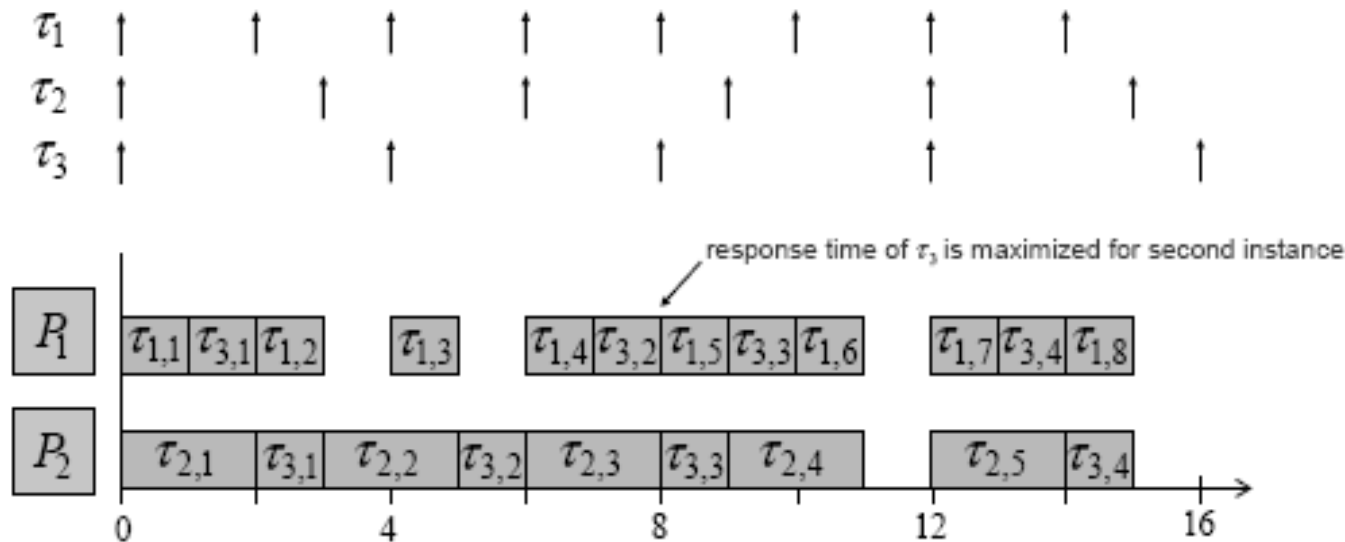 τ1
τ2
τ3
response time of τ3 is maximized for second instance
P1 τ1,1 τ3,1 τ1,2 τ1,3 τ1,4 τ3,2 τ1,5 τ3,3 τ1,6 τ1,7 τ3,4 τ1,8
P2 τ2,1 τ3,1 τ2,2 τ3,2 τ2,3 τ3,3 τ2,4 τ2,5 τ3,4
0 4 8 12 16